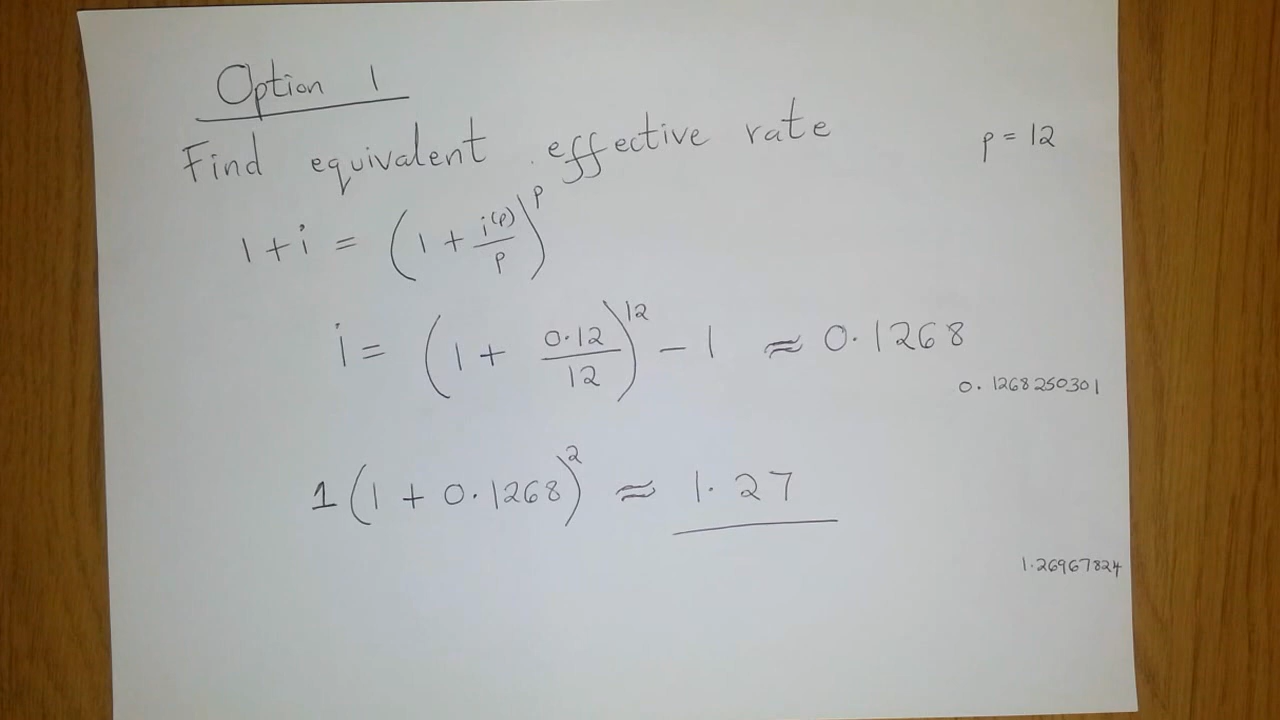 Option 1
Find equivalent effective rate
p = 12
1 + i = (1 + i^(p)/p)^p
i = (1 + 0.12/12)^12 - 1 ≈ 0.1268
0.1268250301
1(1 + 0.1268)^2 ≈ 1.27
1.26967824